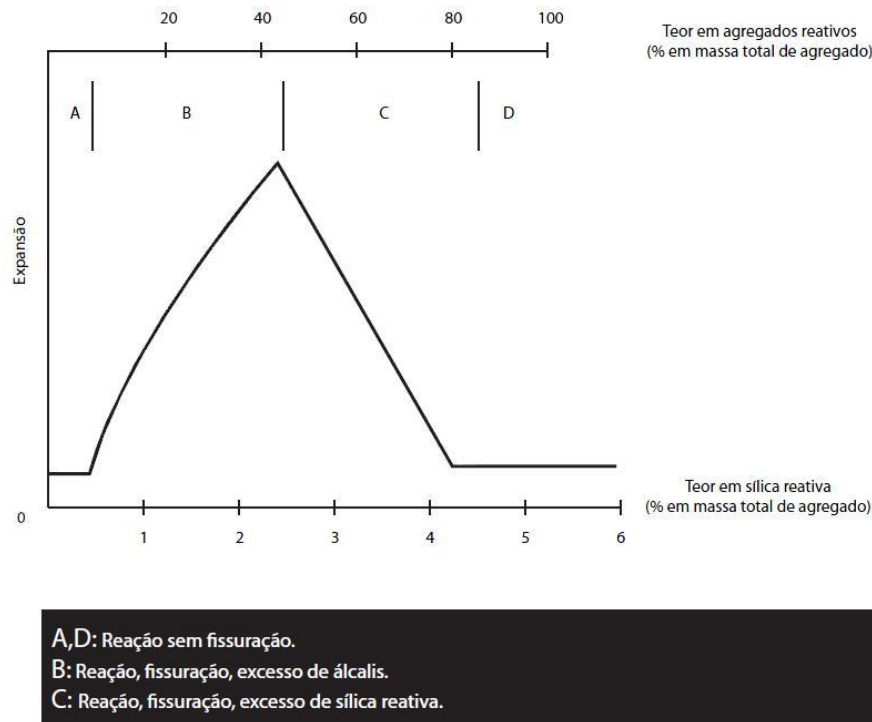 20 40 60 80 100
Teor em agregados reativos
(% em massa total de agregado)
A B C D
Expansão
Teor em sílica reativa
(% em massa total de agregado)
0
1 2 3 4 5 6
A,D: Reação sem fissuração.
B: Reação, fissuração, excesso de álcalis.
C: Reação, fissuração, excesso de sílica reativa.